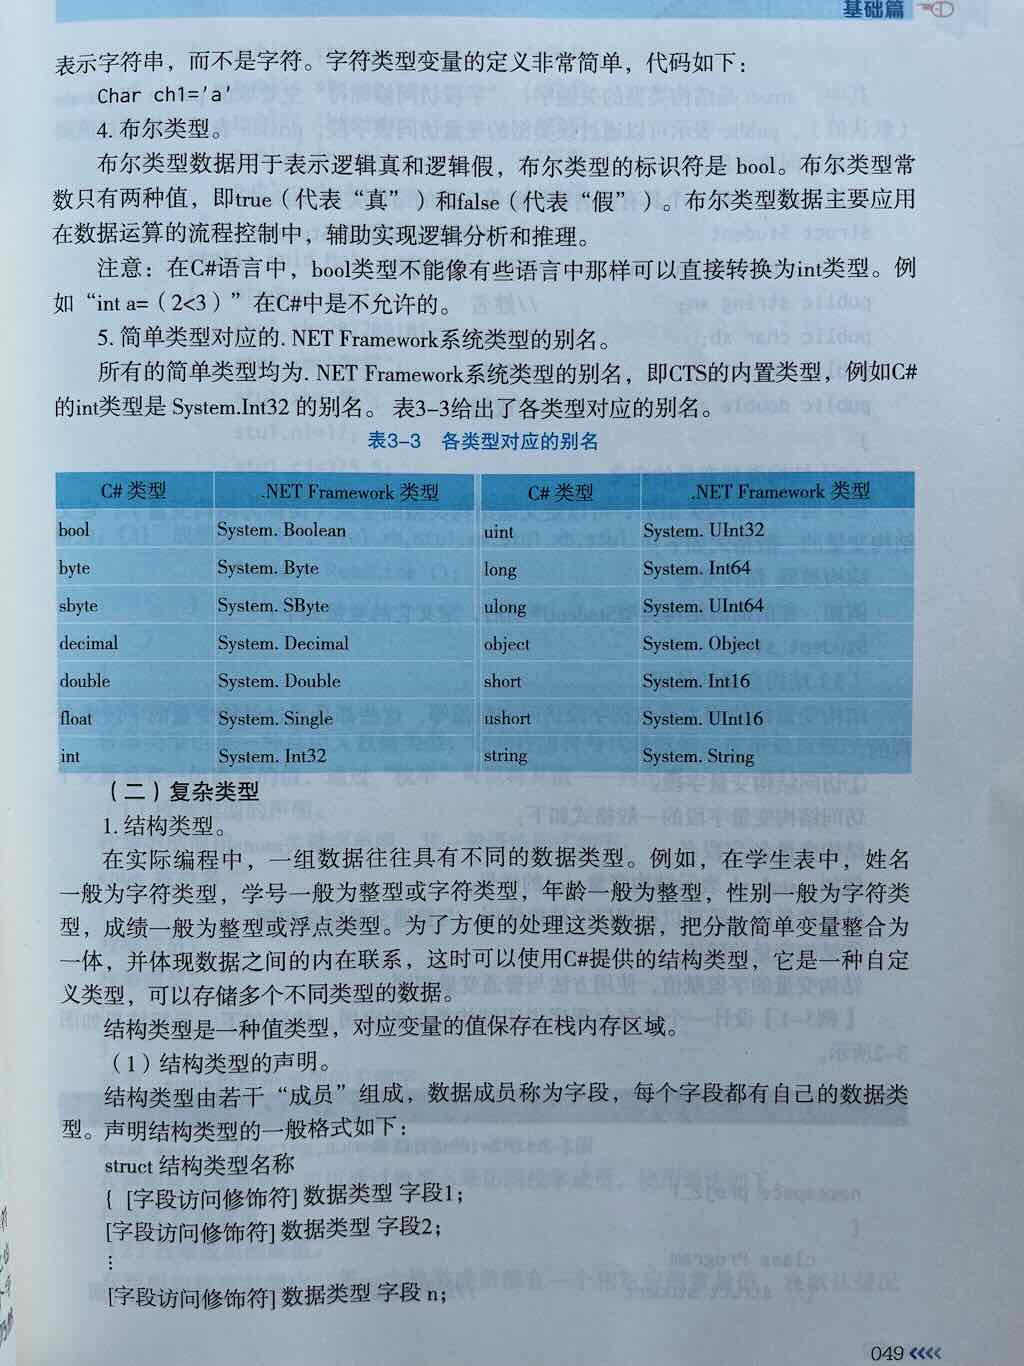 基础篇
表示字符串，而不是字符。字符类型变量的定义非常简单，代码如下：
Char ch1='a'
4. 布尔类型。
布尔类型数据用于表示逻辑真和逻辑假，布尔类型的标识符是 bool。布尔类型常
数只有两种值，即true（代表“真”）和false（代表“假”）。布尔类型数据主要应用
在数据运算的流程控制中，辅助实现逻辑分析和推理。
注意：在C#语言中，bool类型不能像有些语言中那样可以直接转换为int类型。例
如“int a=（2<3）”在C#中是不允许的。
5. 简单类型对应的. NET Framework系统类型的别名。
所有的简单类型均为. NET Framework系统类型的别名，即CTS的内置类型，例如C#
的int类型是 System.Int32 的别名。表3-3给出了各类型对应的别名。
表3-3 各类型对应的别名
C# 类型 .NET Framework 类型 C# 类型 .NET Framework 类型
bool System. Boolean uint System. UInt32
byte System. Byte long System. Int64
sbyte System. SByte ulong System. UInt64
decimal System. Decimal object System. Object
double System. Double short System. Int16
float System. Single ushort System. UInt16
int System. Int32 string System. String
（二）复杂类型
1. 结构类型。
在实际编程中，一组数据往往具有不同的数据类型。例如，在学生表中，姓名
一般为字符类型，学号一般为整型或字符类型，年龄一般为整型，性别一般为字符类
型，成绩一般为整型或浮点类型。为了方便的处理这类数据，把分散简单变量整合为
一体，并体现数据之间的内在联系，这时可以使用C#提供的结构类型，它是一种自定
义类型，可以存储多个不同类型的数据。
结构类型是一种值类型，对应变量的值保存在栈内存区域。
（1）结构类型的声明。
结构类型由若干“成员”组成，数据成员称为字段，每个字段都有自己的数据类
型。声明结构类型的一般格式如下：
struct 结构类型名称
{ [字段访问修饰符] 数据类型 字段1；
[字段访问修饰符] 数据类型 字段2；
⋮
[字段访问修饰符] 数据类型 字段 n；
049